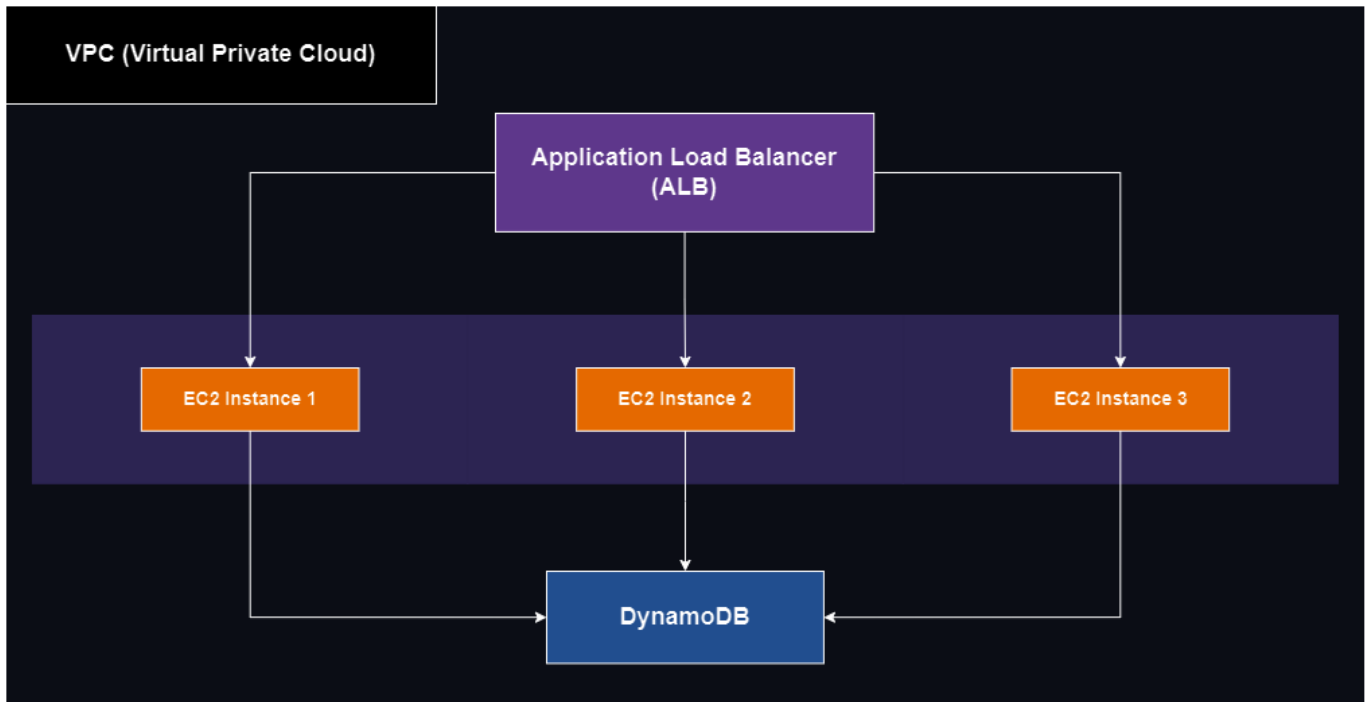 VPC (Virtual Private Cloud)
Application Load Balancer
(ALB)
EC2 Instance 1
EC2 Instance 2
EC2 Instance 3
DynamoDB